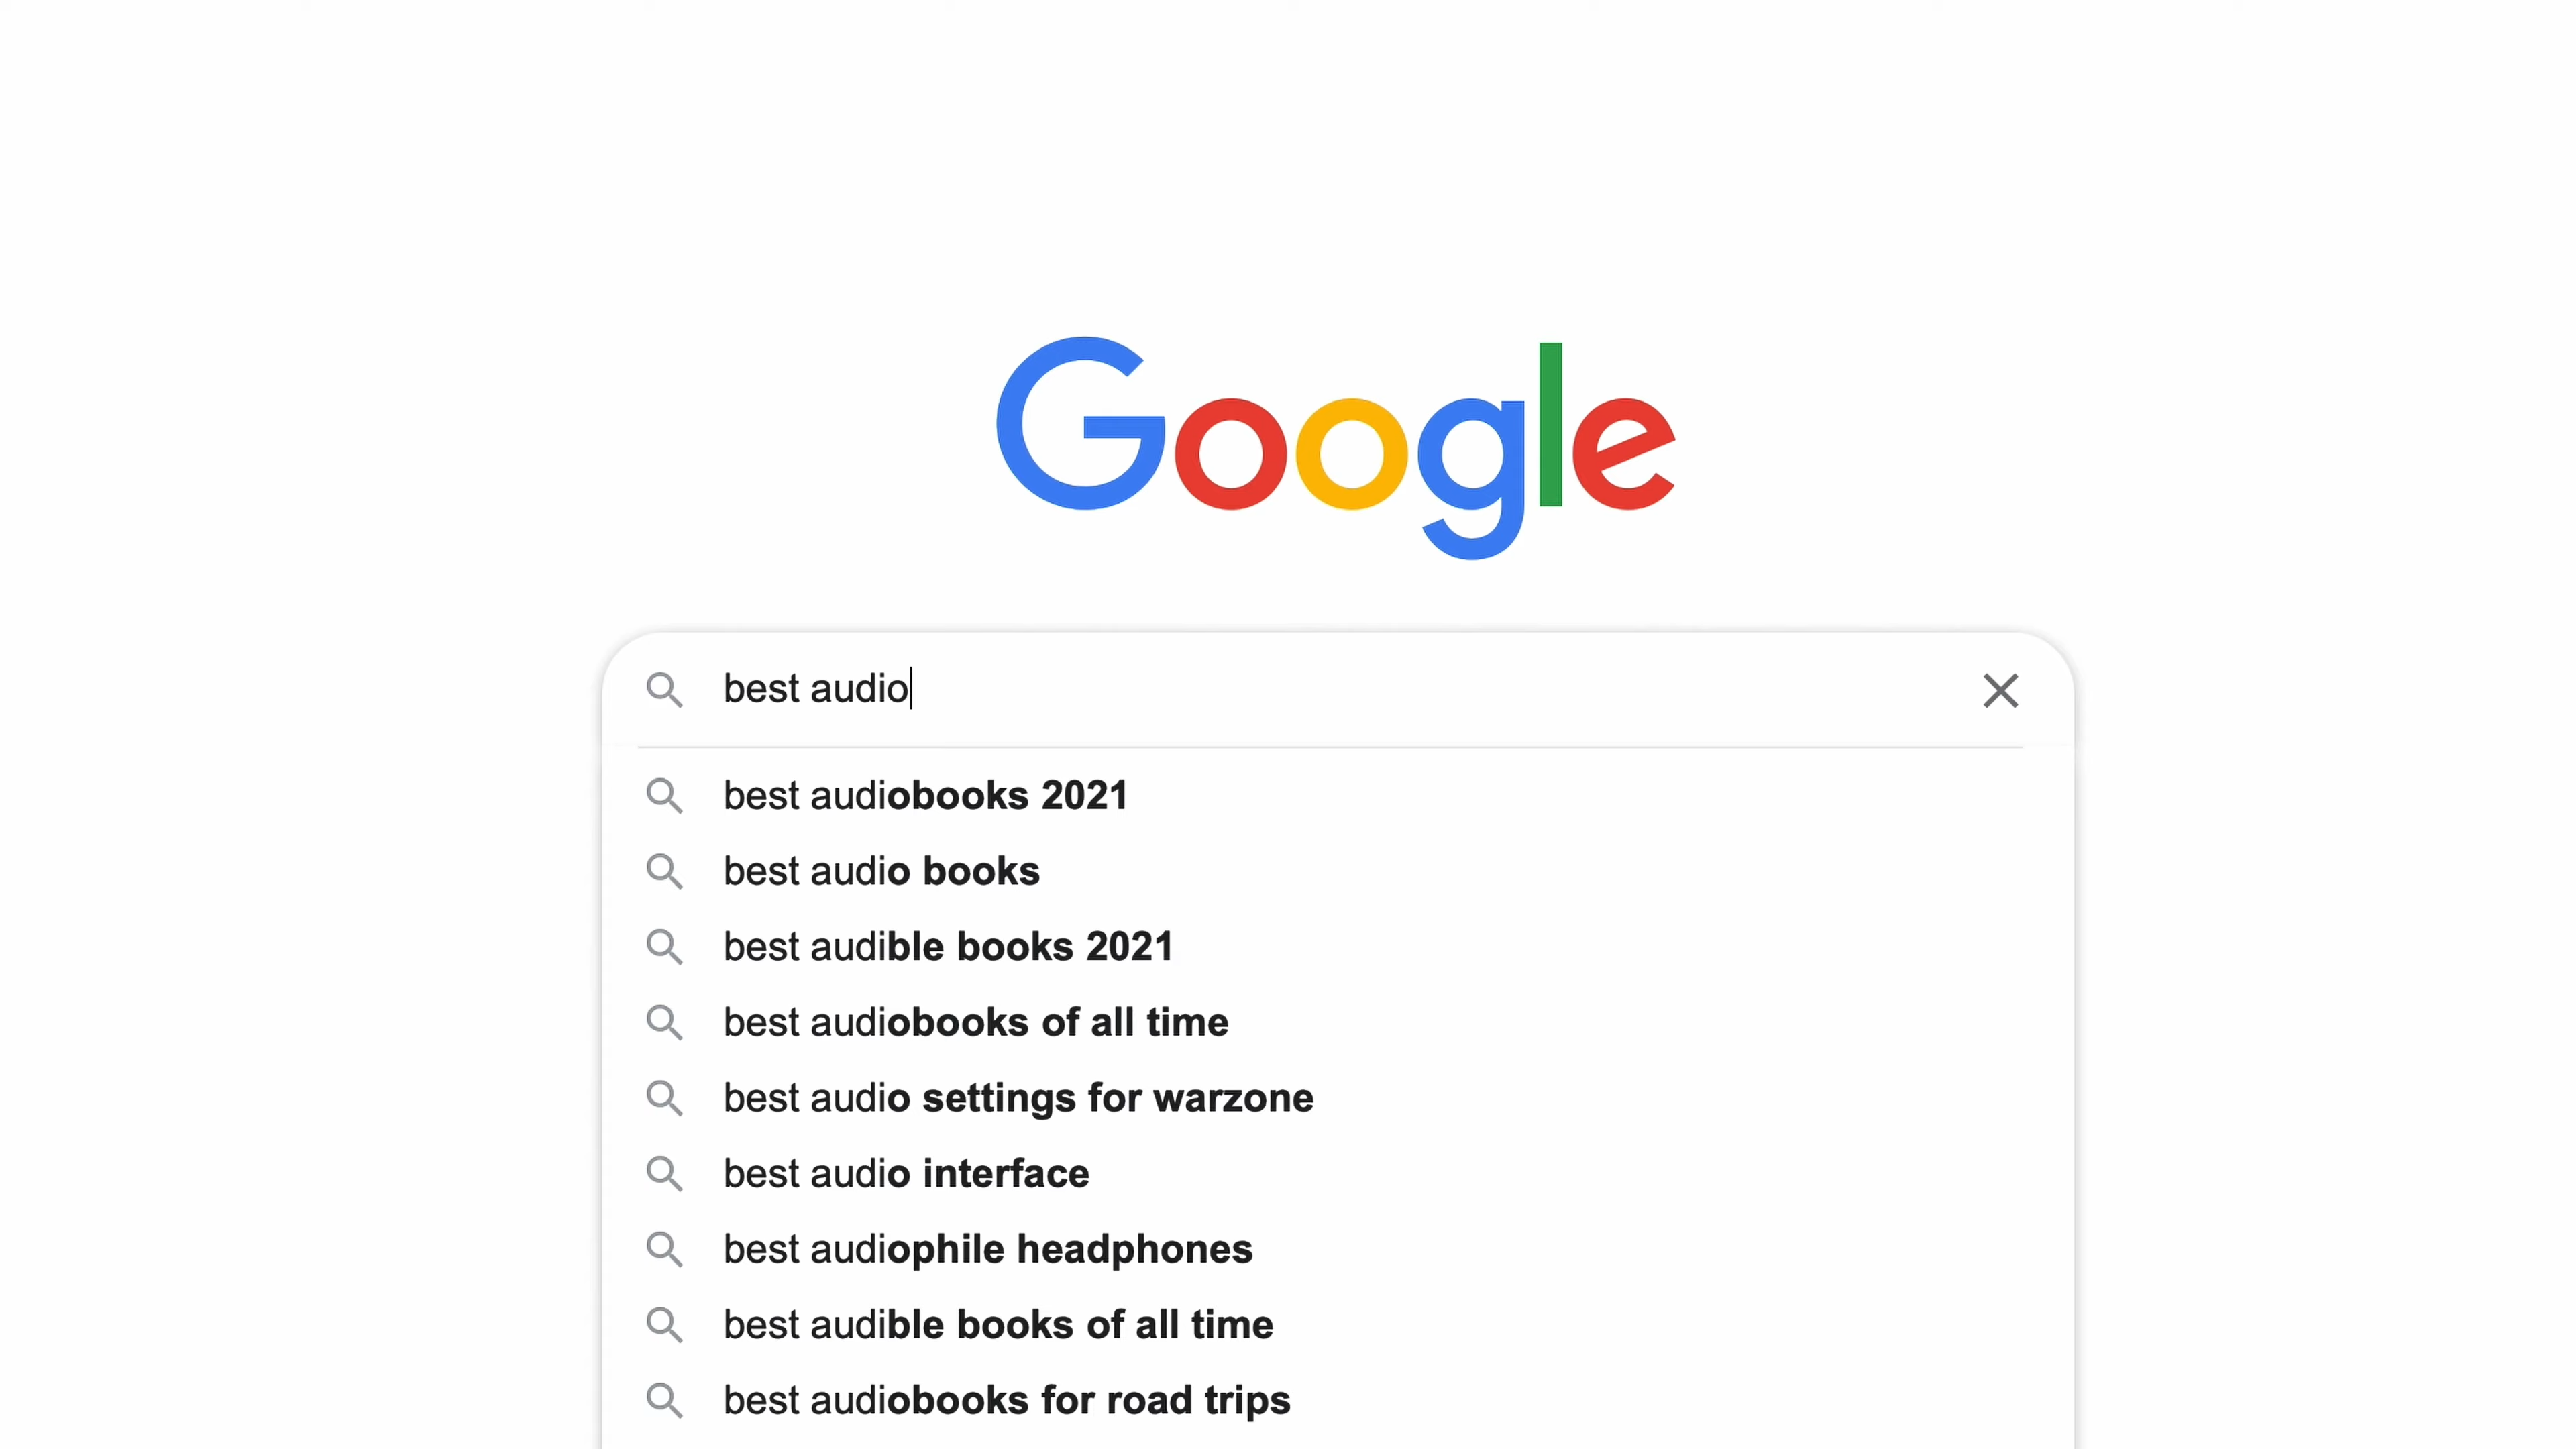 Google
best audio
best audiobooks 2021
best audio books
best audible books 2021
best audiobooks of all time
best audio settings for warzone
best audio interface
best audiophile headphones
best audible books of all time
best audiobooks for road trips